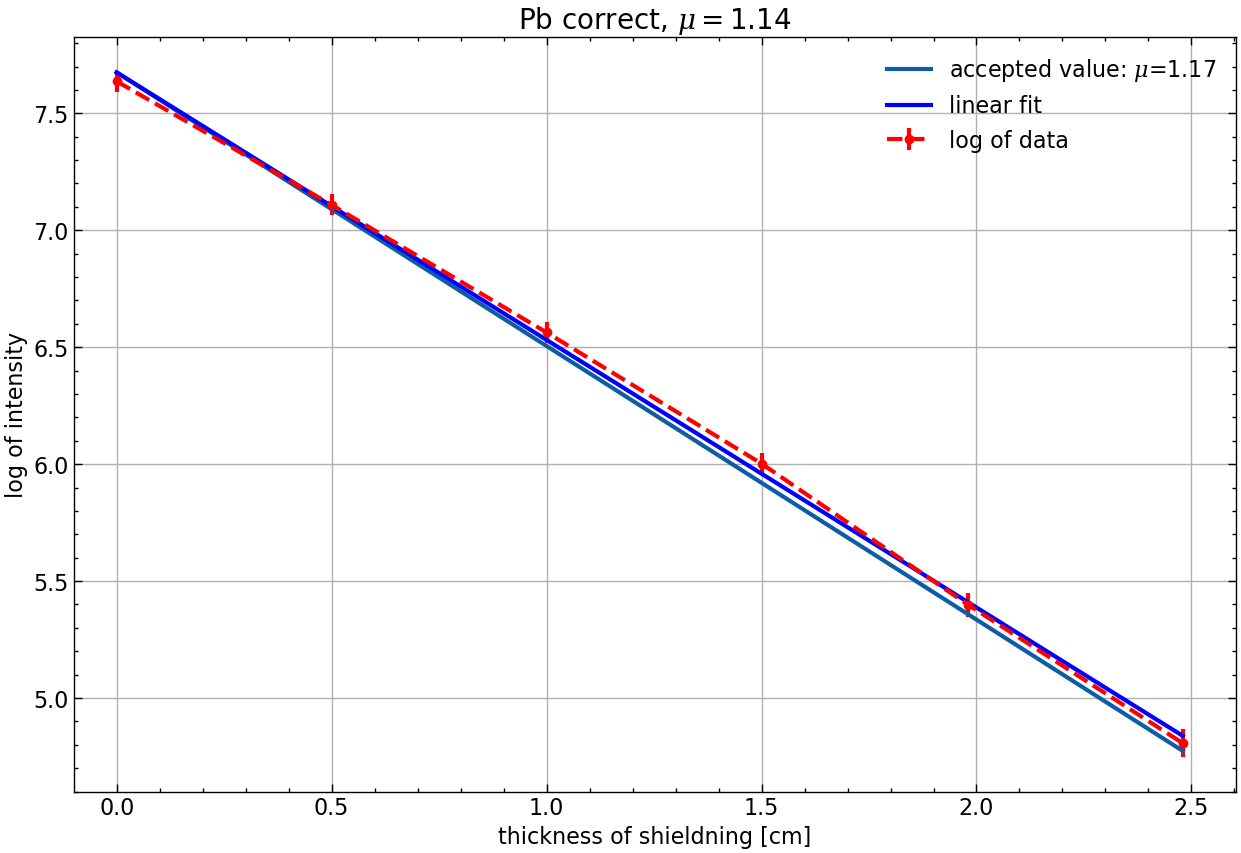 Pb correct, μ = 1.14
accepted value: μ=1.17
linear fit
log of data
7.5
7.0
6.5
6.0
5.5
5.0
log of intensity
0.0 0.5 1.0 1.5 2.0 2.5
thickness of shieldning [cm]